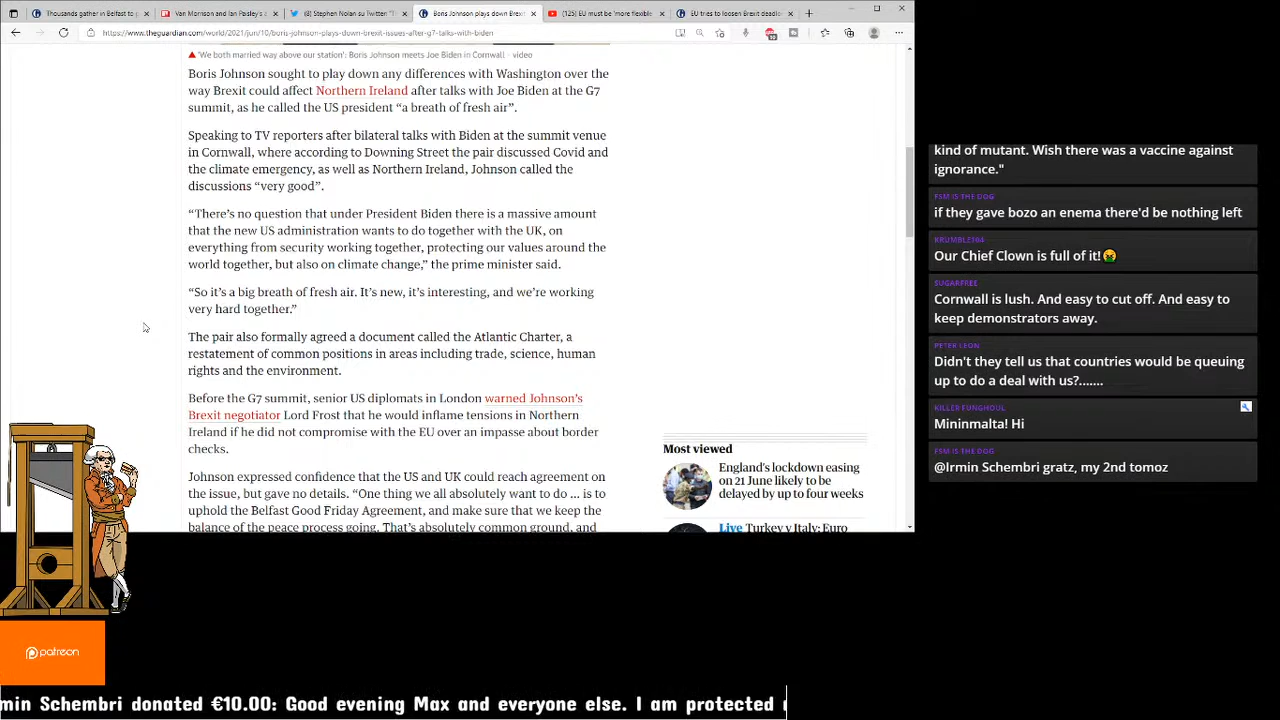 Thousands gather in Belfast to p
Van Morrison and Ian Paisley's a
(8) Stephen Nolan su Twitter: "T
Boris Johnson plays down Brexi
(125) EU must be 'more flexible
EU tries to loosen Brexit deadlo
https://www.theguardian.com/world/2021/jun/10/boris-johnson-plays-down-brexit-issues-after-g7-talks-with-biden
'We both married way above our station': Boris Johnson meets Joe Biden in Cornwall - video
Boris Johnson sought to play down any differences with Washington over the
way Brexit could affect Northern Ireland after talks with Joe Biden at the G7
summit, as he called the US president “a breath of fresh air”.
Speaking to TV reporters after bilateral talks with Biden at the summit venue
in Cornwall, where according to Downing Street the pair discussed Covid and
the climate emergency, as well as Northern Ireland, Johnson called the
discussions “very good”.
“There’s no question that under President Biden there is a massive amount
that the new US administration wants to do together with the UK, on
everything from security working together, protecting our values around the
world together, but also on climate change,” the prime minister said.
“So it’s a big breath of fresh air. It’s new, it’s interesting, and we’re working
very hard together.”
The pair also formally agreed a document called the Atlantic Charter, a
restatement of common positions in areas including trade, science, human
rights and the environment.
Before the G7 summit, senior US diplomats in London warned Johnson’s
Brexit negotiator Lord Frost that he would inflame tensions in Northern
Ireland if he did not compromise with the EU over an impasse about border
checks.
Johnson expressed confidence that the US and UK could reach agreement on
the issue, but gave no details. “One thing we all absolutely want to do ... is to
uphold the Belfast Good Friday Agreement, and make sure that we keep the
balance of the peace process going. That’s absolutely common ground, and
Most viewed
England's lockdown easing
on 21 June likely to be
delayed by up to four weeks
Live Turkey v Italy: Euro
kind of mutant. Wish there was a vaccine against
ignorance."
FSM IS THE DOG
if they gave bozo an enema there'd be nothing left
Our Chief Clown is full of it!🤮
SUGARFREE
Cornwall is lush. And easy to cut off. And easy to
keep demonstrators away.
PETER LEON
Didn't they tell us that countries would be queuing
up to do a deal with us?.......
KILLER FUNGHOUL
Mininmalta! Hi
FSM IS THE DOG
@Irmin Schembri gratz, my 2nd tomoz
patreon
min Schembri donated €10.00: Good evening Max and everyone else. I am protected